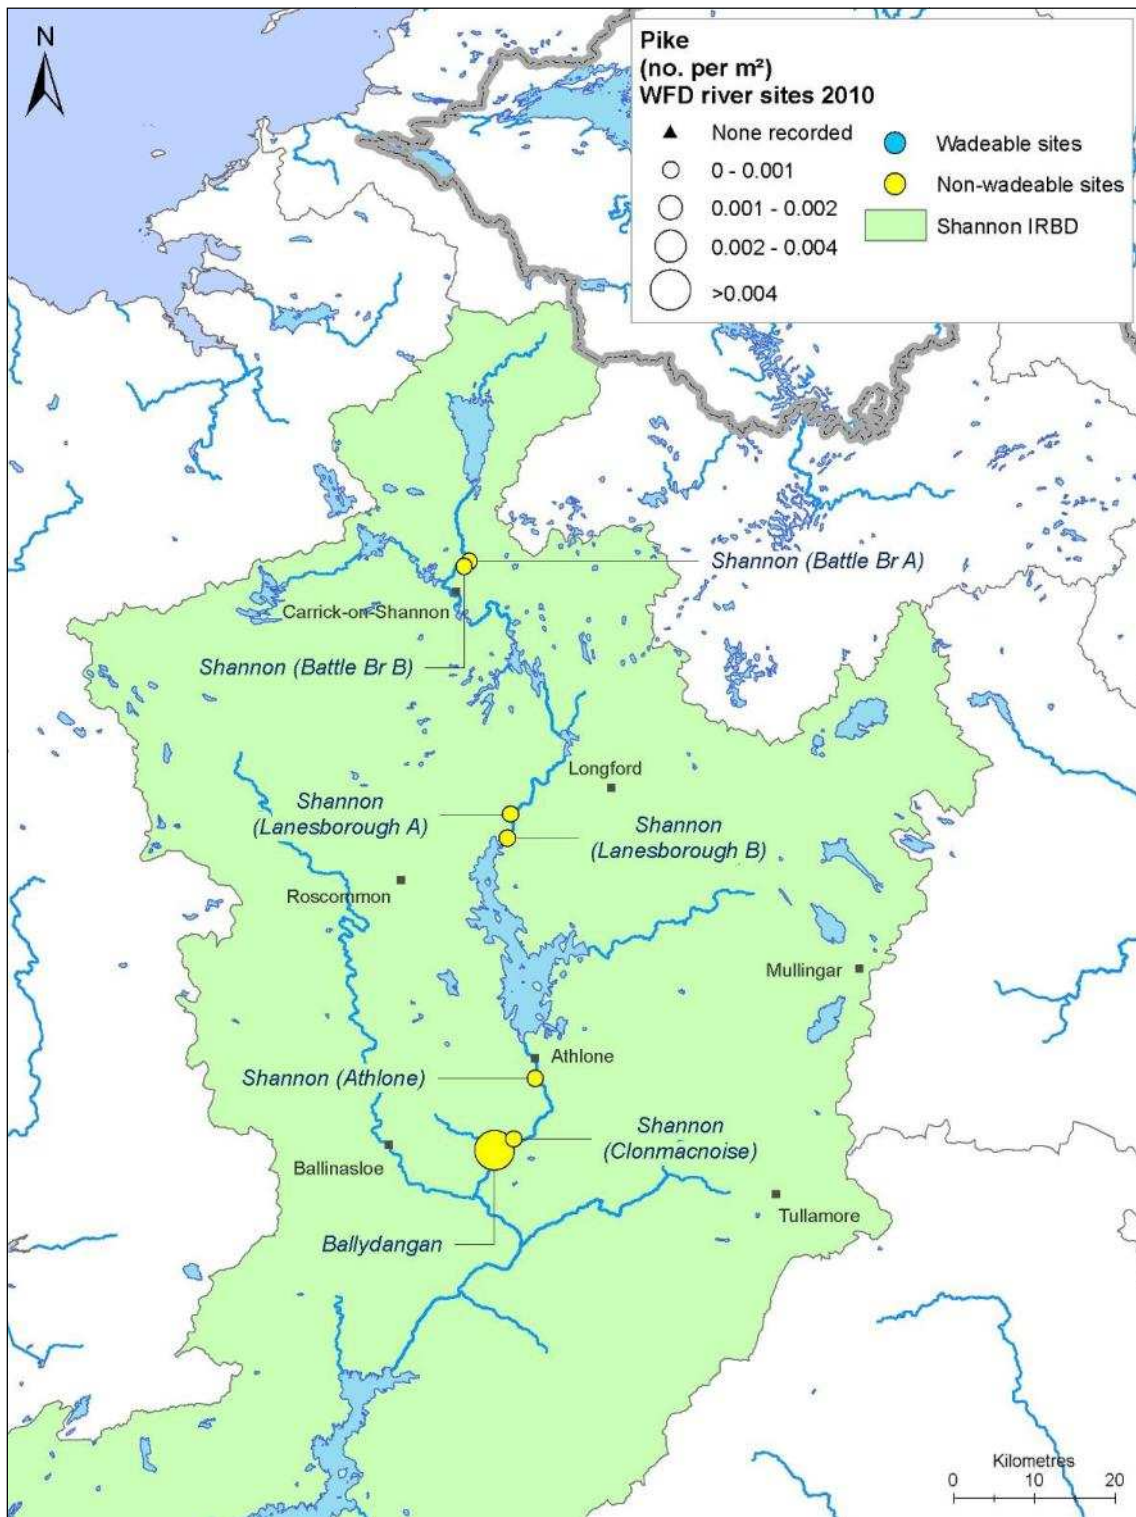 N
Pike
(no. per m²)
WFD river sites 2010
None recorded
0 - 0.001
0.001 - 0.002
0.002 - 0.004
>0.004
Wadeable sites
Non-wadeable sites
Shannon IRBD
Shannon (Battle Br A)
Carrick-on-Shannon
Shannon (Battle Br B)
Longford
Shannon
(Lanesborough A)
Shannon
(Lanesborough B)
Roscommon
Mullingar
Athlone
Shannon (Athlone)
Shannon
(Clonmacnoise)
Ballinasloe
Tullamore
Ballydangan
Kilometres
0 10 20